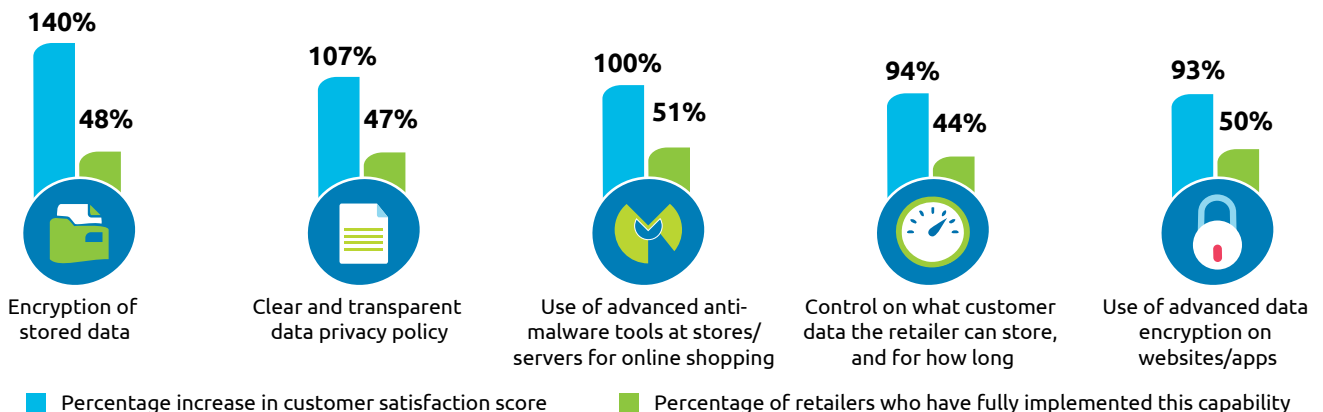 140%
48%
Encryption of
stored data
107%
47%
Clear and transparent
data privacy policy
100%
51%
Use of advanced anti-
malware tools at stores/
servers for online shopping
94%
44%
Control on what customer
data the retailer can store,
and for how long
93%
50%
Use of advanced data
encryption on
websites/apps
Percentage increase in customer satisfaction score
Percentage of retailers who have fully implemented this capability